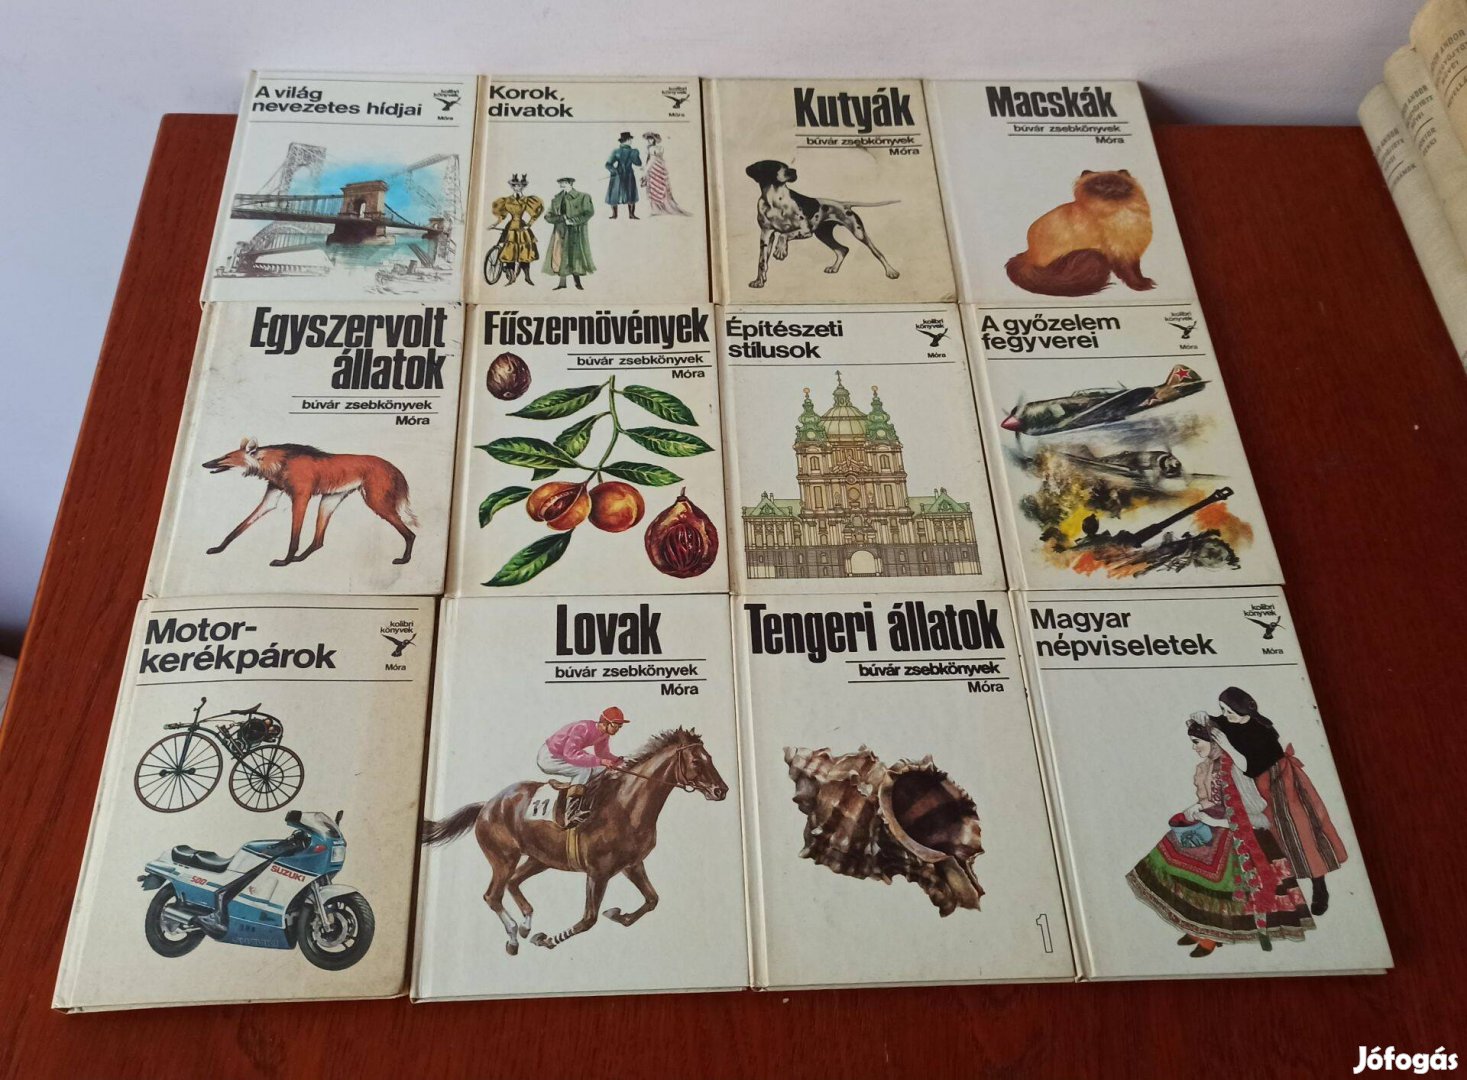 A világ
nevezetes hídjai
kolibri
könyvek
Móra
Korok,
divatok
kolibri
könyvek
Móra
Kutyák
búvár zsebkönyvek
Móra
Macskák
búvár zsebkönyvek
Móra
Egyszervolt
állatok
búvár zsebkönyvek
Móra
Fűszernövények
búvár zsebkönyvek
Móra
Építészeti
stílusok
kolibri
könyvek
Móra
A győzelem
fegyverei
kolibri
könyvek
Móra
Motor-
kerékpárok
kolibri
könyvek
Móra
500
SUZUKI
Lovak
búvár zsebkönyvek
Móra
11
Tengeri állatok
búvár zsebkönyvek
Móra
1
Magyar
népviseletek
kolibri
könyvek
Móra
Jófogás